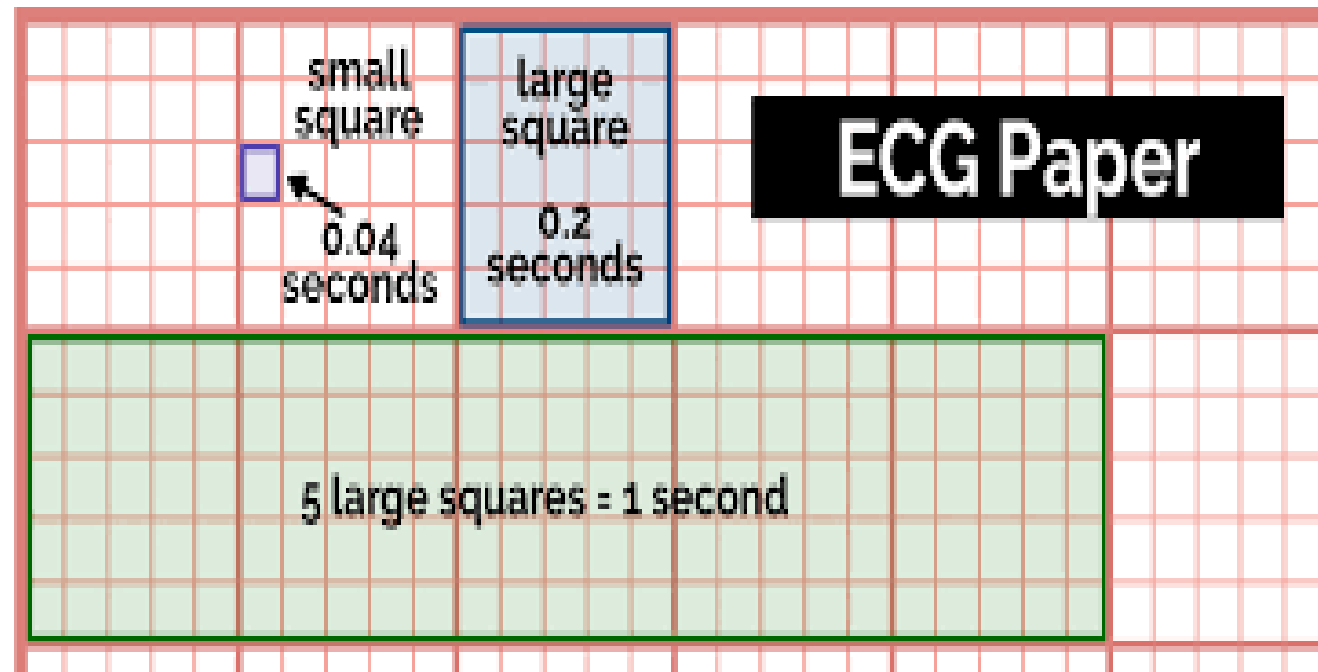 small
square
0.04
seconds
large
square
0.2
seconds
ECG Paper
5 large squares = 1 second